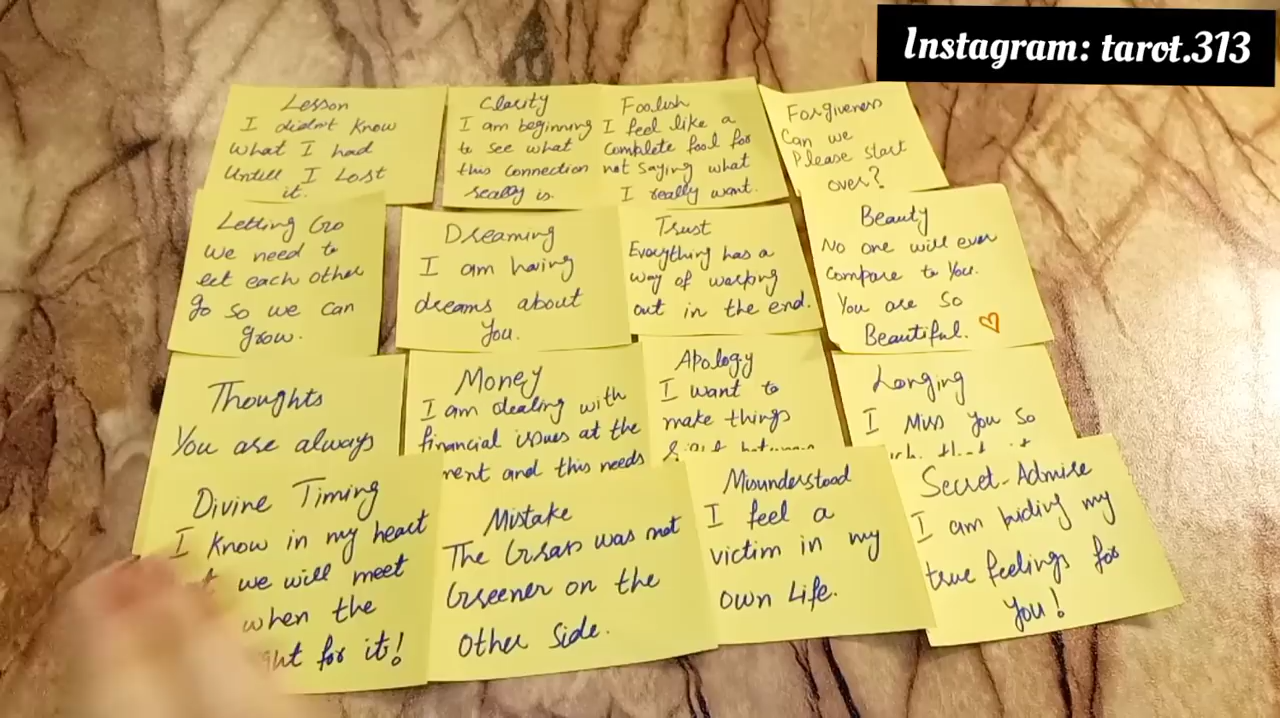 Instagram: tarot.313
Lesson
I didn't know
what I had
Untill I Lost
it.
Clarity
I am beginning
to see what
this connection
really is.
Foolish
I feel like a
Complete fool for
not saying what
I really want.
Forgiveness
Can we
Please start
over?
Letting Go
We need to
let each other
go so we can
grow.
Dreaming
I am having
dreams about
You.
Trust
Everything has a
way of working
out in the end.
Beauty
No one will ever
Compare to You.
You are so
Beautiful.
Thoughts
You are always
Money
I am dealing with
financial issues at the
and this needs
Apology
I want to
make things
Longing
I Miss You so
Divine Timing
I know in my heart
we will meet
when the
for it!
Mistake
The Grass was not
Greener on the
Other Side.
Misunderstood
I feel a
victim in my
own Life.
Secret-Admire
I am hiding my
true feelings for
You!